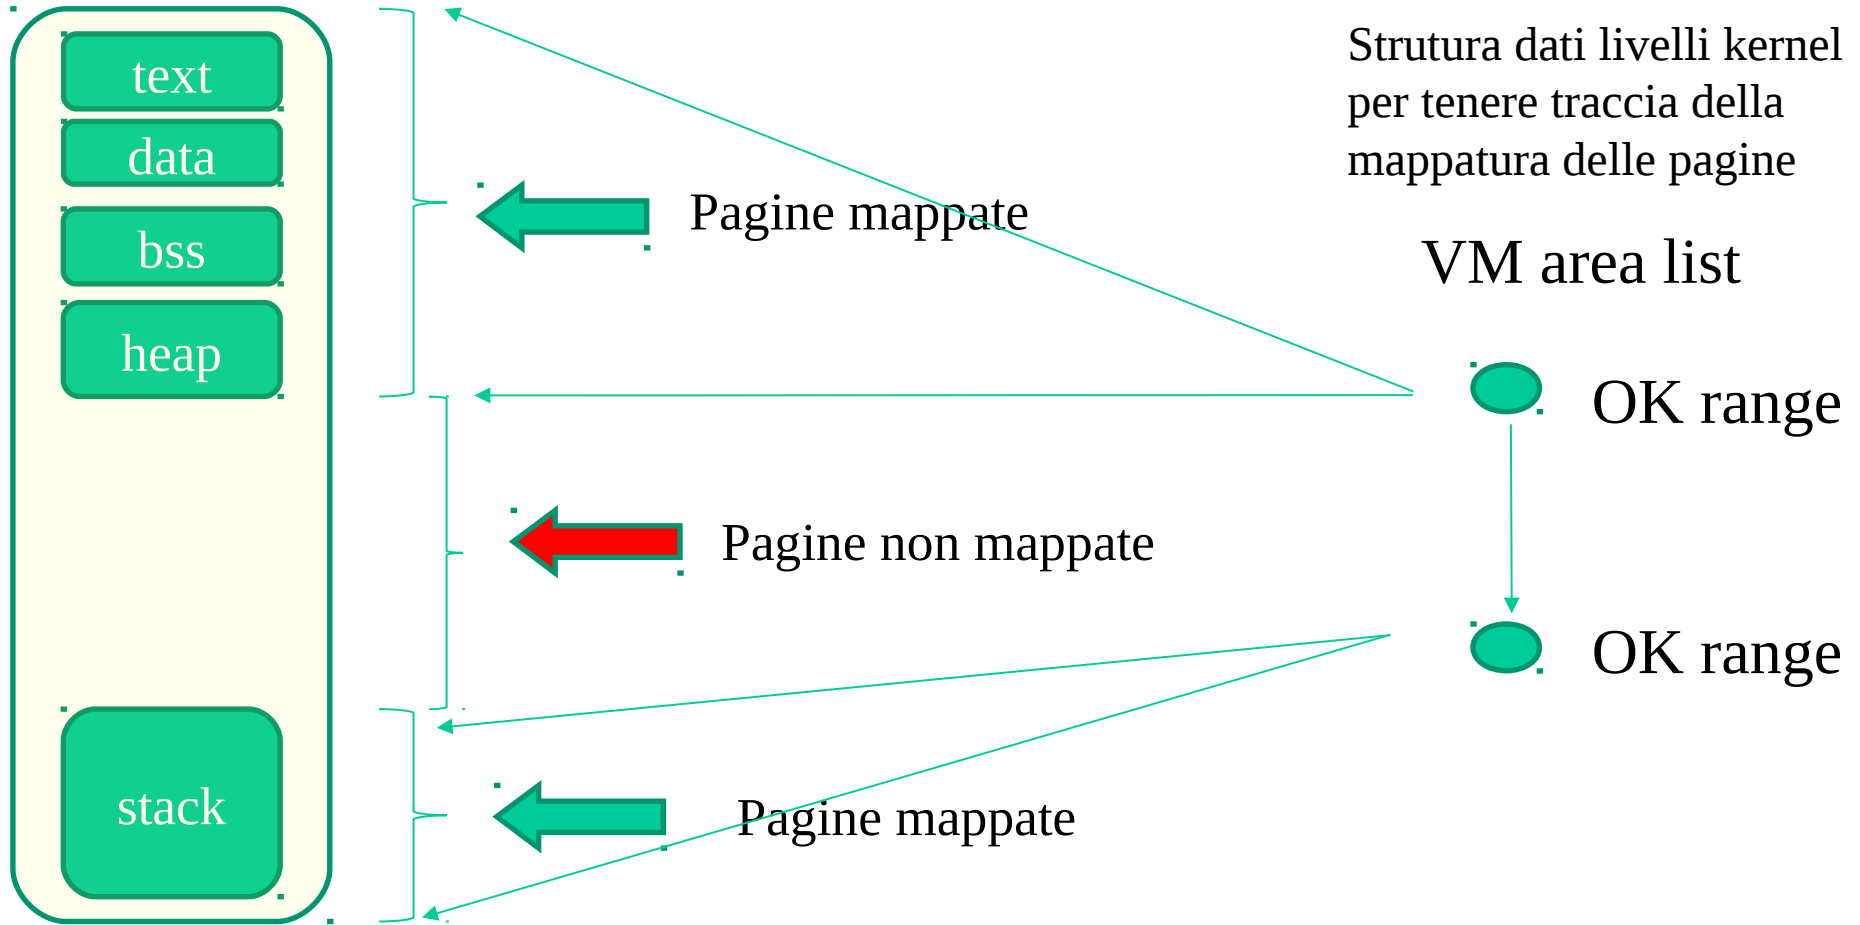 text
data
bss
heap
stack
Pagine mappate
Pagine non mappate
Pagine mappate
Strutura dati livelli kernel
per tenere traccia della
mappatura delle pagine
VM area list
OK range
OK range